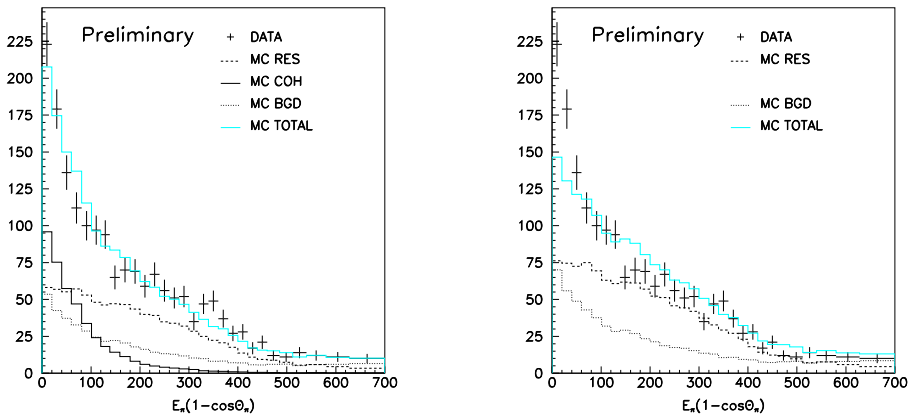 Preliminary
DATA
MC RES
MC COH
MC BGD
MC TOTAL
225
200
175
150
125
100
75
50
25
0
0 100 200 300 400 500 600 700
Eπ(1-cosΘπ)
Preliminary
DATA
MC RES
MC BGD
MC TOTAL
225
200
175
150
125
100
75
50
25
0
0 100 200 300 400 500 600 700
Eπ(1-cosΘπ)